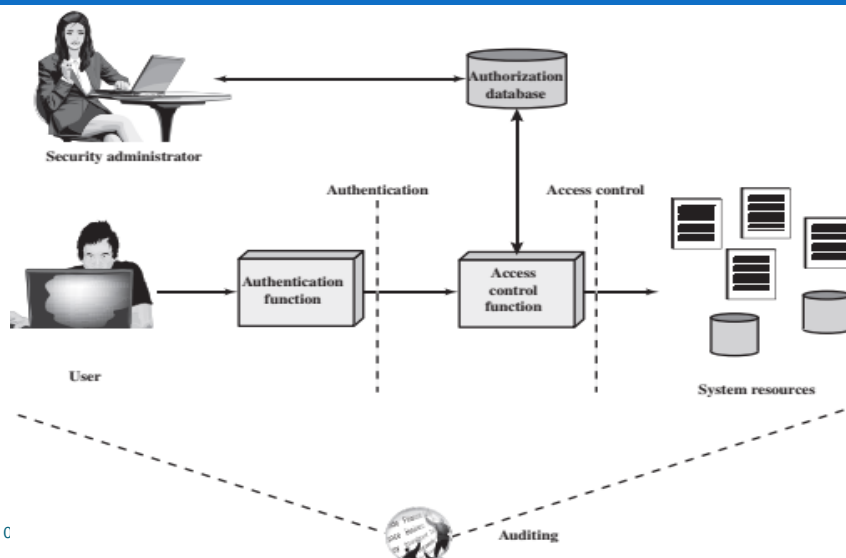 Authorization
database
Security administrator
Authentication
Access control
Authentication
function
Access
control
function
User
System resources
Auditing